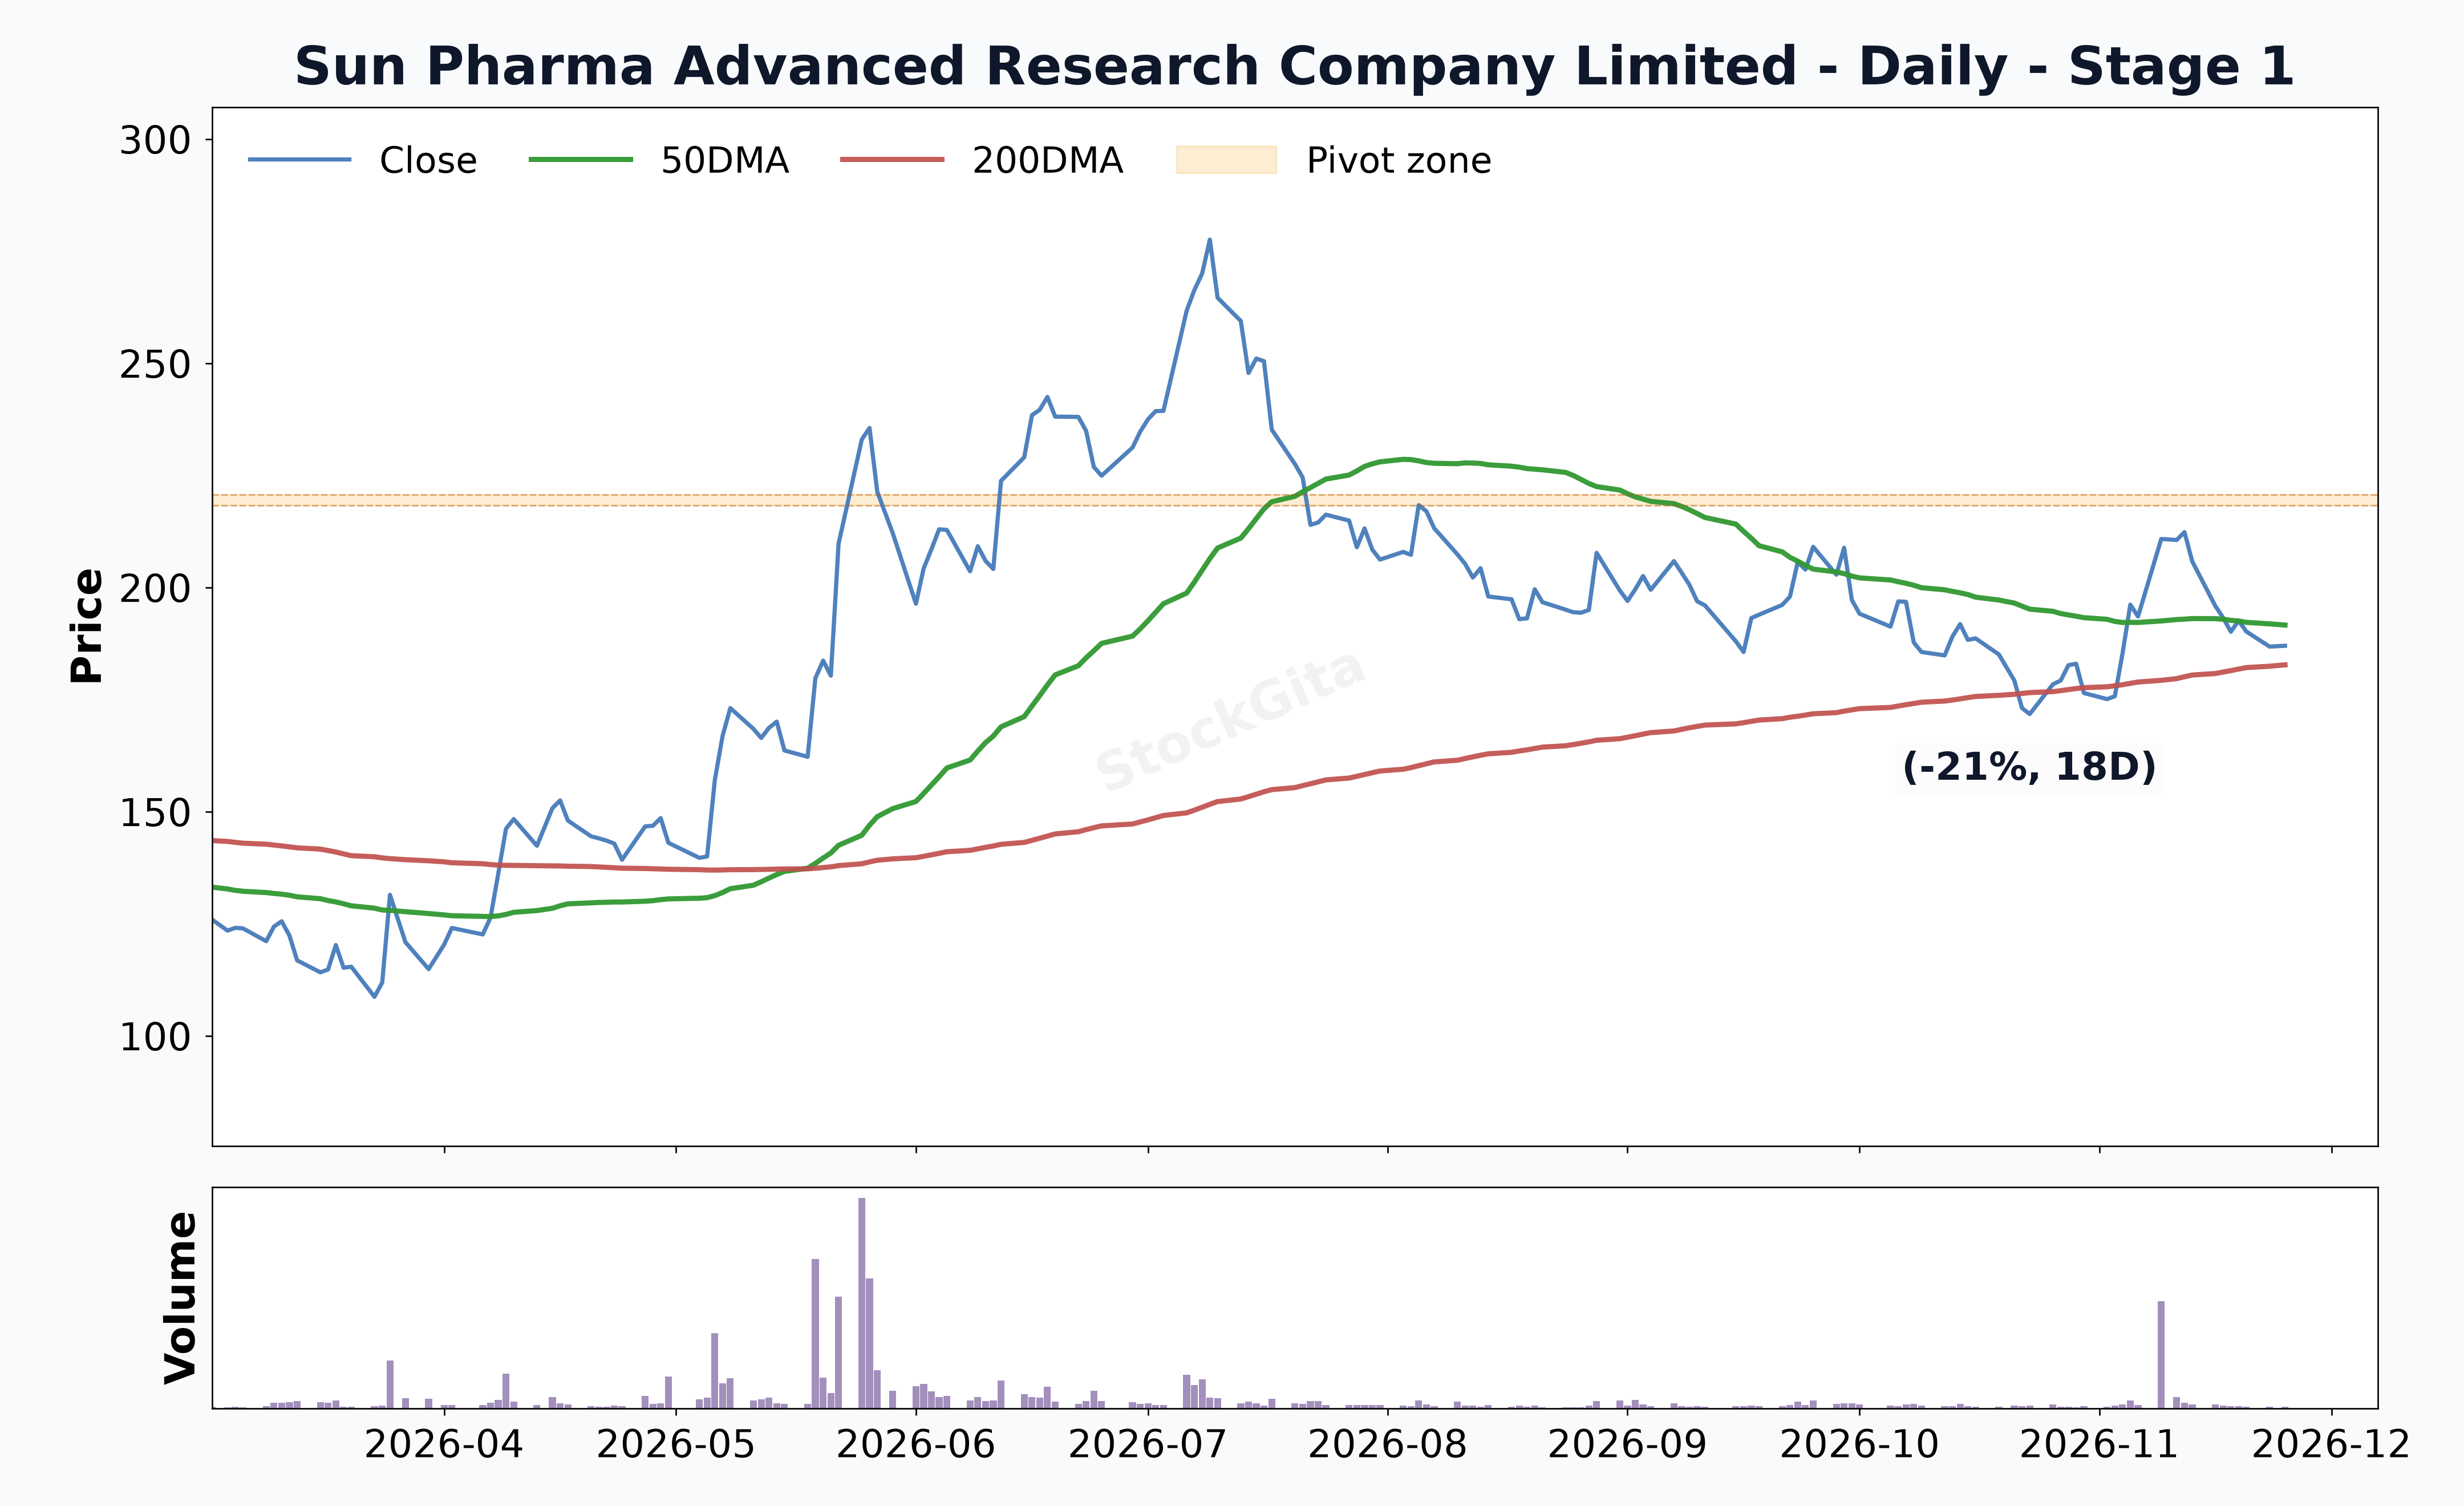 Sun Pharma Advanced Research Company Limited - Daily - Stage 1
Close 50DMA 200DMA Pivot zone
Price
300
250
200
150
100
StockGita
(-21%, 18D)
Volume
2026-04 2026-05 2026-06 2026-07 2026-08 2026-09 2026-10 2026-11 2026-12